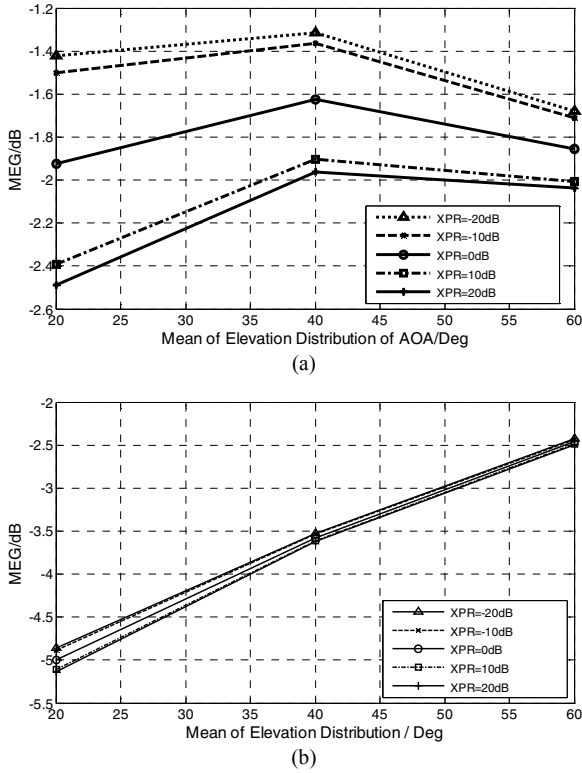 -1.2
-1.4
-1.6
-1.8
-2
-2.2
-2.4
-2.6
MEG/dB
XPR=-20dB
XPR=-10dB
XPR=0dB
XPR=10dB
XPR=20dB
20 25 30 35 40 45 50 55 60
Mean of Elevation Distribution of AOA/Deg
(a)
-2
-2.5
-3
-3.5
-4
-4.5
-5
-5.5
MEG/dB
XPR=-20dB
XPR=-10dB
XPR=0dB
XPR=10dB
XPR=20dB
20 25 30 35 40 45 50 55 60
Mean of Elevation Distribution / Deg
(b)